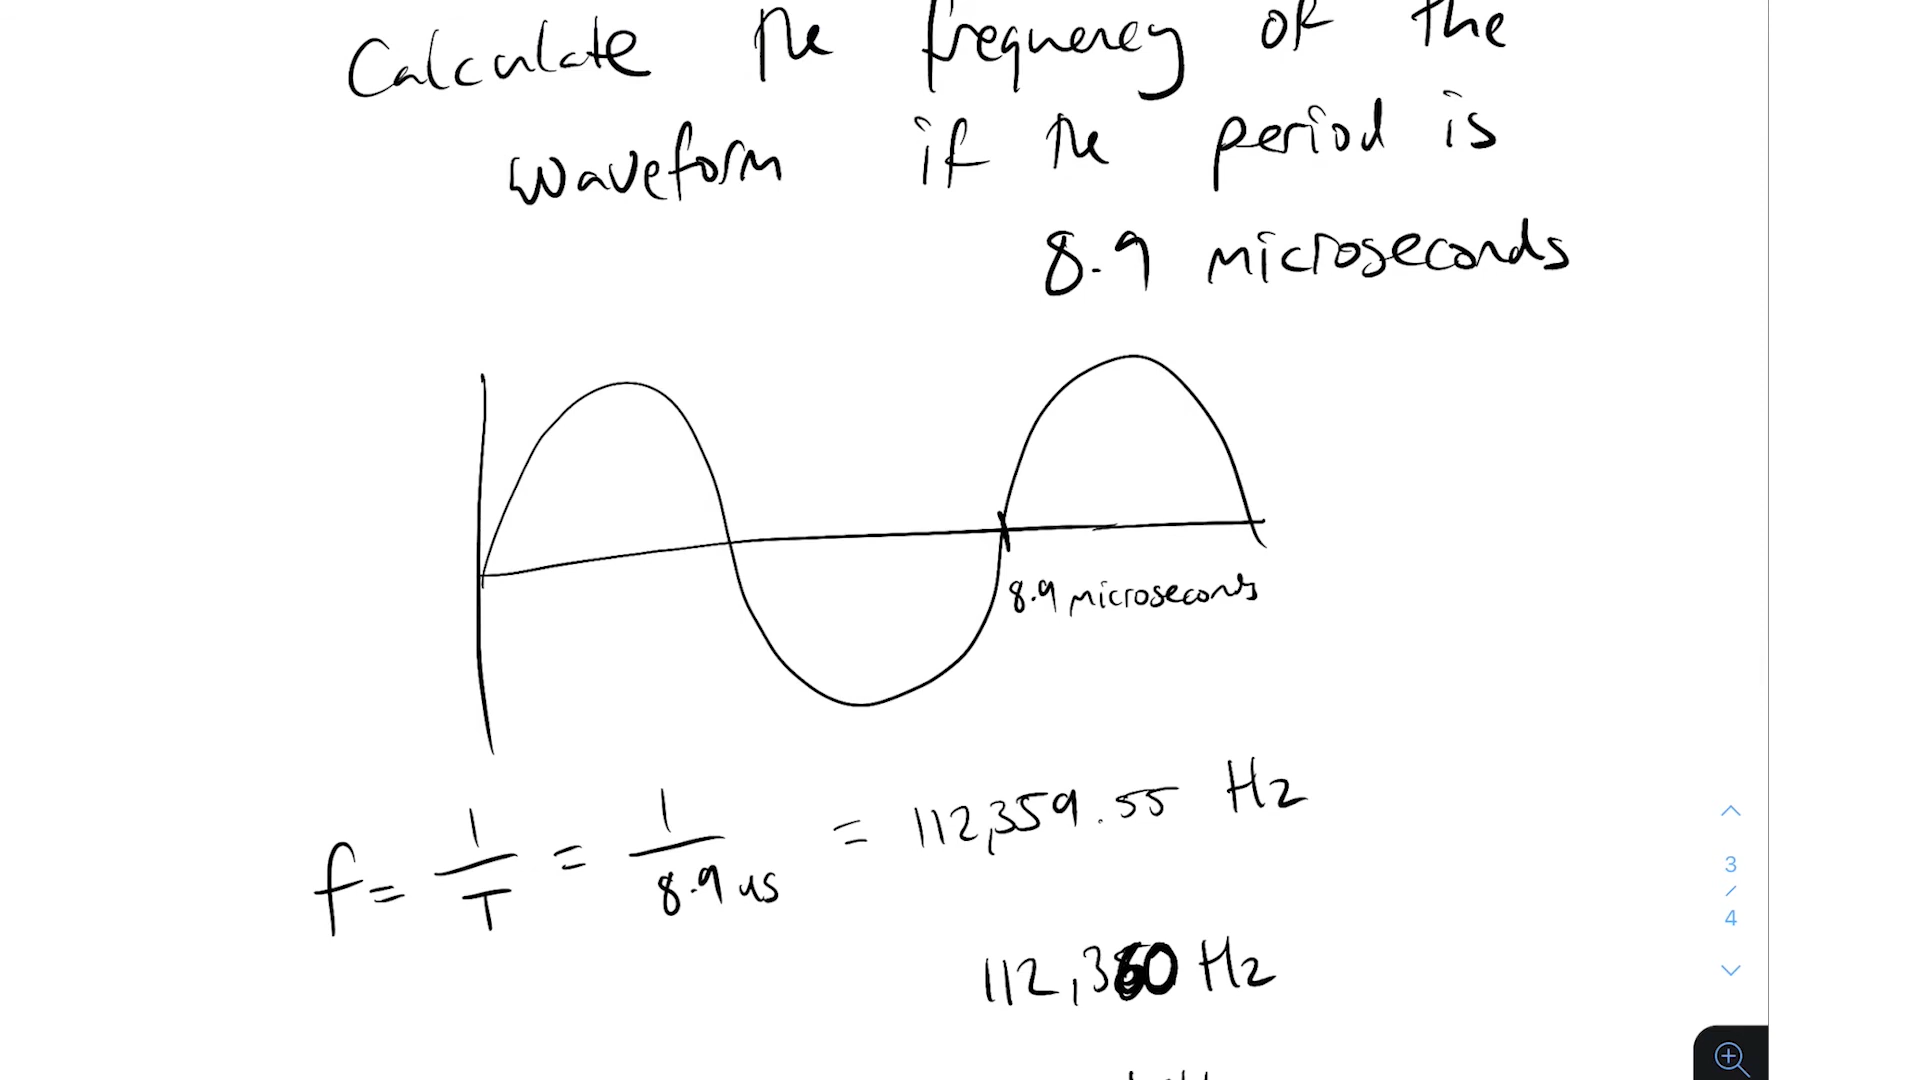 Calculate the frequency of the
waveform if the period is
8.9 microseconds
8.9 microseconds
f = 1/T = 1/8.9 us = 112,359.55 Hz
112,360 Hz
3
/
4